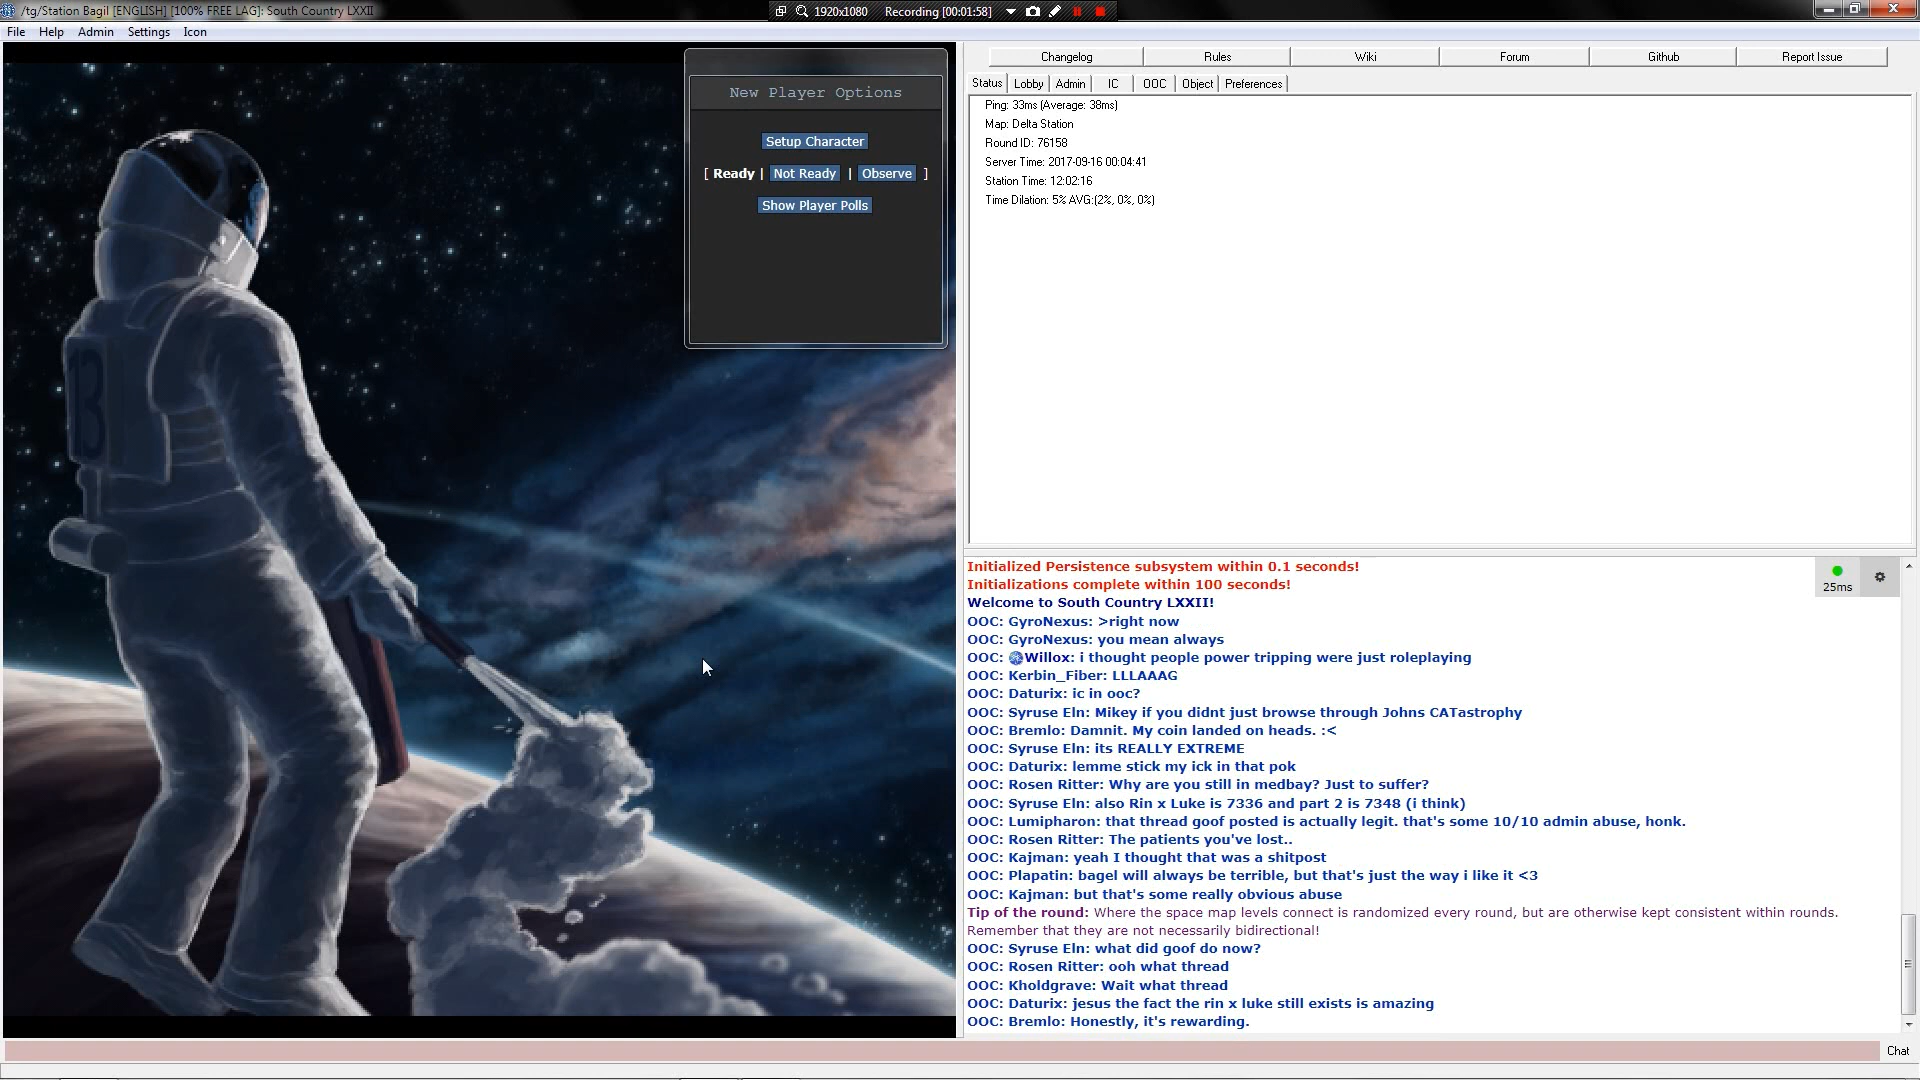 /tg/Station Bagil [ENGLISH] [100% FREE LAG]: South Country LXXII
1920x1080 Recording [00:01:58]
File Help Admin Settings Icon
New Player Options
Setup Character
[ Ready | Not Ready | Observe ]
Show Player Polls
13
Changelog Rules Wiki Forum Github Report Issue
Status Lobby Admin IC OOC Object Preferences
Ping: 33ms (Average: 38ms)
Map: Delta Station
Round ID: 76158
Server Time: 2017-09-16 00:04:41
Station Time: 12:02:16
Time Dilation: 5% AVG:(2%, 0%, 0%)
Initialized Persistence subsystem within 0.1 seconds!
Initializations complete within 100 seconds!
Welcome to South Country LXXII!
OOC: GyroNexus: >right now
OOC: GyroNexus: you mean always
OOC: Willox: i thought people power tripping were just roleplaying
OOC: Kerbin_Fiber: LLLAAAG
OOC: Daturix: ic in ooc?
OOC: Syruse Eln: Mikey if you didnt just browse through Johns CATastrophy
OOC: Bremlo: Damnit. My coin landed on heads. :<
OOC: Syruse Eln: its REALLY EXTREME
OOC: Daturix: lemme stick my ick in that pok
OOC: Rosen Ritter: Why are you still in medbay? Just to suffer?
OOC: Syruse Eln: also Rin x Luke is 7336 and part 2 is 7348 (i think)
OOC: Lumipharon: that thread goof posted is actually legit. that's some 10/10 admin abuse, honk.
OOC: Rosen Ritter: The patients you've lost..
OOC: Kajman: yeah I thought that was a shitpost
OOC: Plapatin: bagel will always be terrible, but that's just the way i like it <3
OOC: Kajman: but that's some really obvious abuse
Tip of the round: Where the space map levels connect is randomized every round, but are otherwise kept consistent within rounds.
Remember that they are not necessarily bidirectional!
OOC: Syruse Eln: what did goof do now?
OOC: Rosen Ritter: ooh what thread
OOC: Kholdgrave: Wait what thread
OOC: Daturix: jesus the fact the rin x luke still exists is amazing
OOC: Bremlo: Honestly, it's rewarding.
25ms
Chat